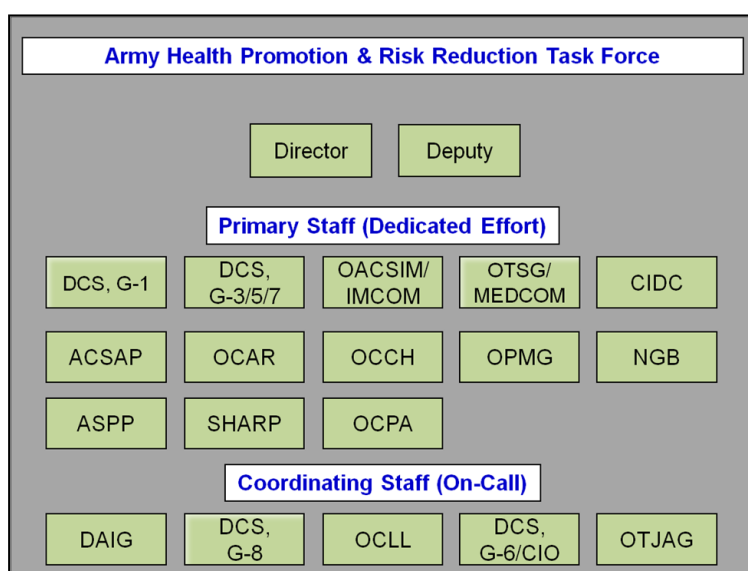 Army Health Promotion & Risk Reduction Task Force
Director
Deputy
Primary Staff (Dedicated Effort)
DCS, G-1
DCS,
G-3/5/7
OACSIM/
IMCOM
OTSG/
MEDCOM
CIDC
ACSAP
OCAR
OCCH
OPMG
NGB
ASPP
SHARP
OCPA
Coordinating Staff (On-Call)
DAIG
DCS,
G-8
OCLL
DCS,
G-6/CIO
OTJAG